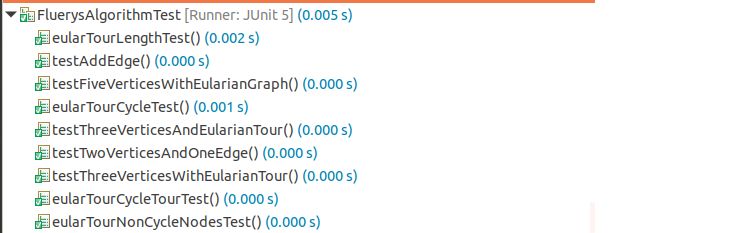 FluerysAlgorithmTest [Runner: JUnit 5] (0.005 s)
eularTourLengthTest() (0.002 s)
testAddEdge() (0.000 s)
testFiveVerticesWithEularianGraph() (0.000 s)
eularTourCycleTest() (0.001 s)
testThreeVerticesAndEularianTour() (0.000 s)
testTwoVerticesAndOneEdge() (0.000 s)
testThreeVerticesWithEularianTour() (0.000 s)
eularTourCycleTourTest() (0.000 s)
eularTourNonCycleNodesTest() (0.000 s)